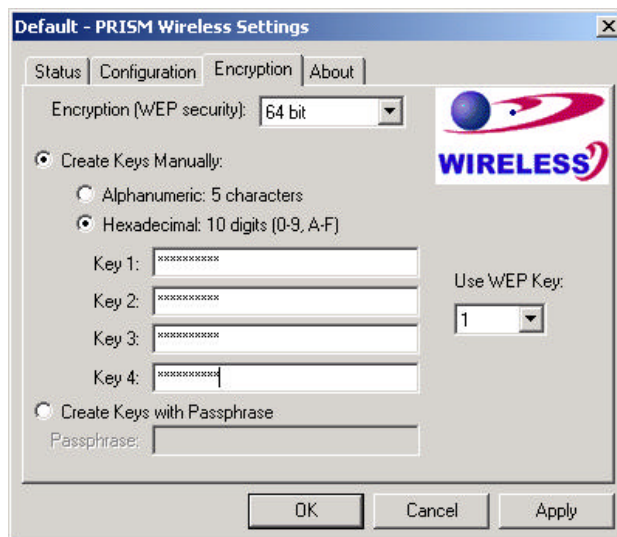 Default - PRISM Wireless Settings
Status Configuration Encryption About
Encryption (WEP security): 64 bit
WIRELESS
Create Keys Manually:
Alphanumeric: 5 characters
Hexadecimal: 10 digits (0-9, A-F)
Key 1: **********
Key 2: **********
Key 3: **********
Key 4: **********
Use WEP Key:
1
Create Keys with Passphrase
Passphrase:
OK Cancel Apply